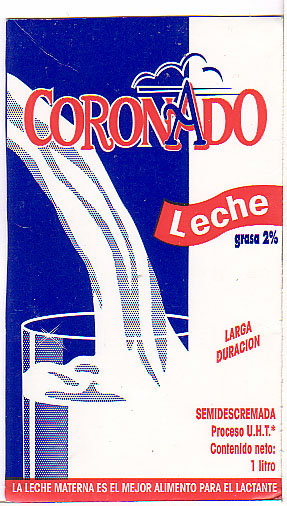 CORONADO
Leche
grasa 2%
LARGA
DURACION
SEMIDESCREMADA
Proceso U.H.T.*
Contenido neto:
1 litro
LA LECHE MATERNA ES EL MEJOR ALIMENTO PARA EL LACTANTE